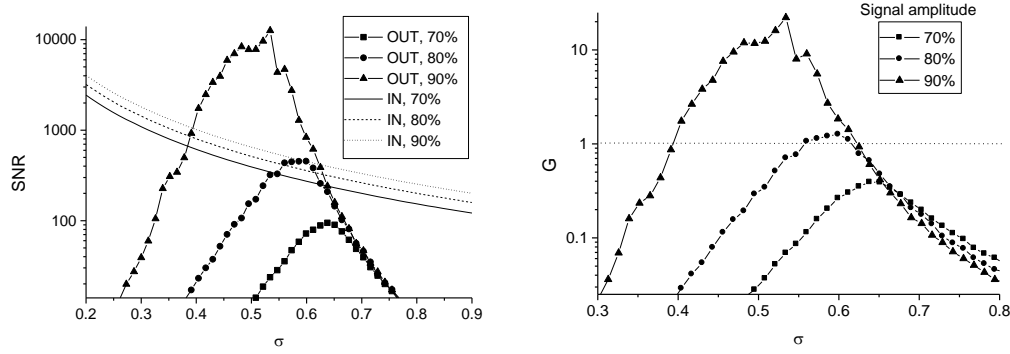 10000
1000
100
SNR
0.2 0.3 0.4 0.5 0.6 0.7 0.8 0.9
σ
OUT, 70%
OUT, 80%
OUT, 90%
IN, 70%
IN, 80%
IN, 90%
Signal amplitude
70%
80%
90%
10
1
0.1
G
0.3 0.4 0.5 0.6 0.7 0.8
σ